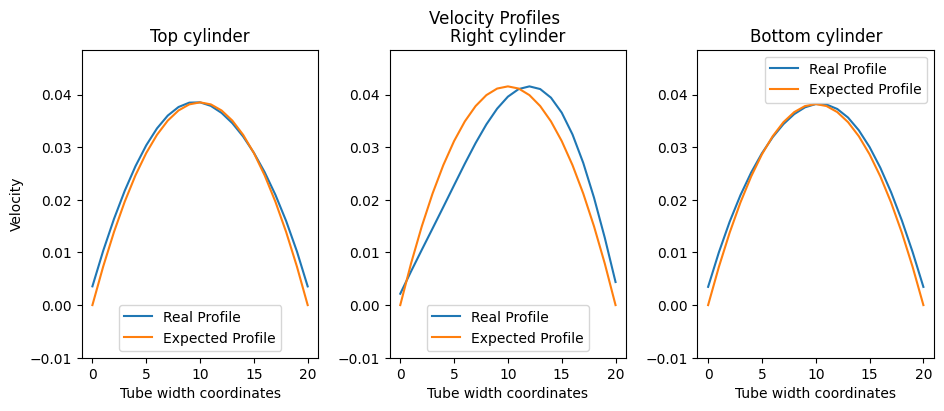 Velocity Profiles
Top cylinder
Velocity
0.04
0.03
0.02
0.01
0.00
−0.01
Real Profile
Expected Profile
0 5 10 15 20
Tube width coordinates
Right cylinder
0.04
0.03
0.02
0.01
0.00
−0.01
Real Profile
Expected Profile
0 5 10 15 20
Tube width coordinates
Bottom cylinder
Real Profile
Expected Profile
0.04
0.03
0.02
0.01
0.00
−0.01
0 5 10 15 20
Tube width coordinates